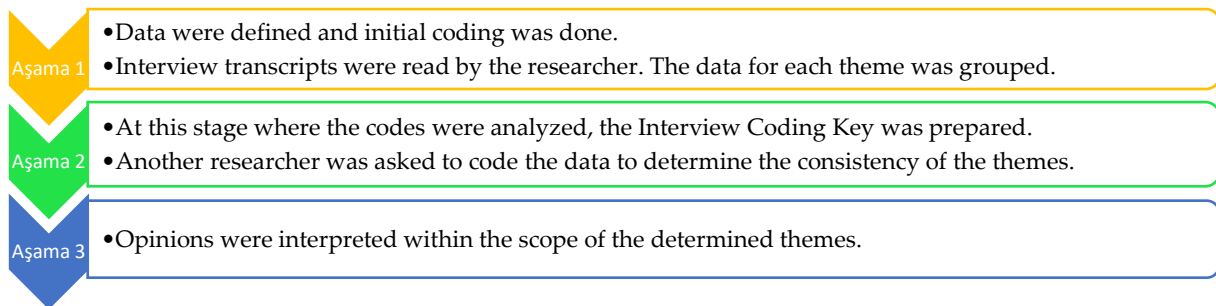 Aşama 1
•Data were defined and initial coding was done.
•Interview transcripts were read by the researcher. The data for each theme was grouped.
Aşama 2
•At this stage where the codes were analyzed, the Interview Coding Key was prepared.
•Another researcher was asked to code the data to determine the consistency of the themes.
Aşama 3
•Opinions were interpreted within the scope of the determined themes.